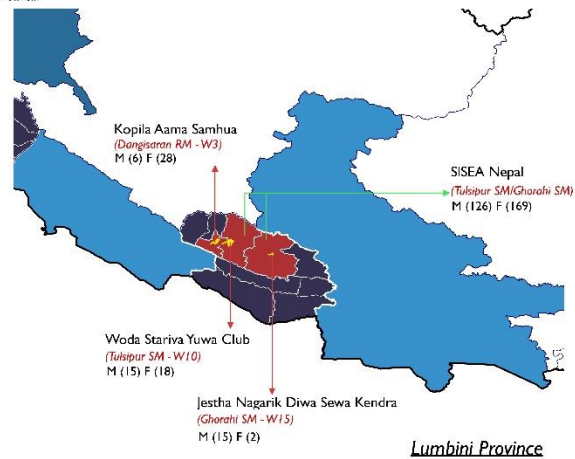 Kopila Aama Samhua
(Dangisaran RM - W3)
M (6) F (28)
SISEA Nepal
(Tulsipur SM/Ghorahi SM)
M (126) F (169)
Woda Stariva Yuwa Club
(Tulsipur SM - W10)
M (15) F (18)
Jestha Nagarik Diwa Sewa Kendra
(Ghorahi SM - W15)
M (15) F (2)
Lumbini Province